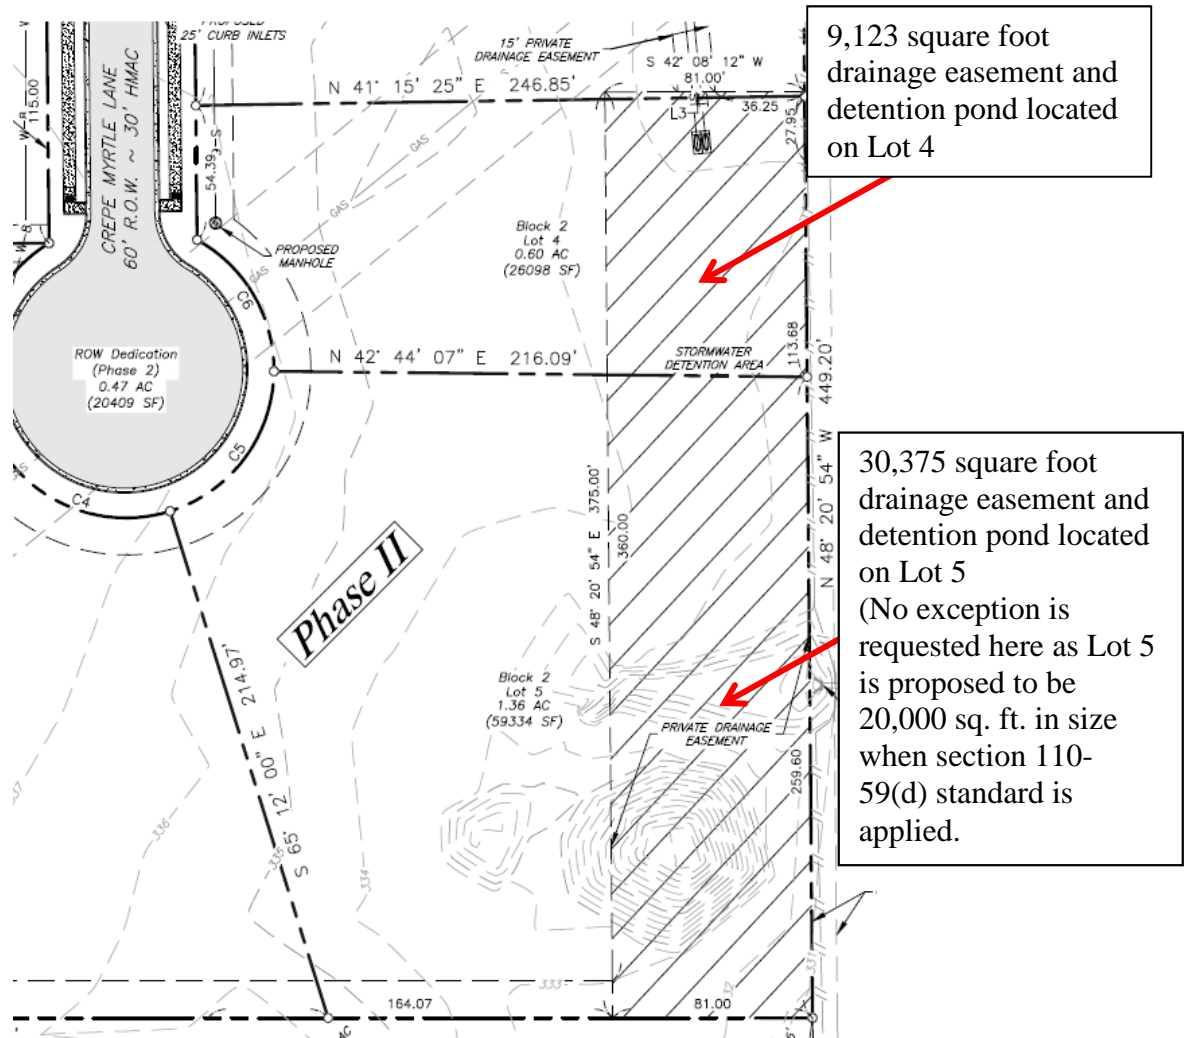 PROPOSED
25' CURB INLETS
15' PRIVATE
DRAINAGE EASEMENT
S 42° 08' 12" W
81.00'
N 41° 15' 25" E 246.85'
36.25
L3
27.95
115.00
W
CREPE MYRTLE LANE
60' R.O.W. ~ 30' HMAC
54.39
S
GAS
GAS
GAS
GAS
PROPOSED
MANHOLE
Block 2
Lot 4
0.60 AC
(26098 SF)
9,123 square foot
drainage easement and
detention pond located
on Lot 4
W
8
C6
ROW Dedication
(Phase 2)
0.47 AC
(20409 SF)
N 42° 44' 07" E 216.09'
STORMWATER
DETENTION AREA
113.68
N 48° 20' 54" W 449.20'
C5
C4
S 48° 20' 54" E 375.00'
360.00
Phase II
30,375 square foot
drainage easement and
detention pond located
on Lot 5
(No exception is
requested here as Lot 5
is proposed to be
20,000 sq. ft. in size
when section 110-
59(d) standard is
applied.
S 65° 12' 00" E 214.97'
Block 2
Lot 5
1.36 AC
(59334 SF)
PRIVATE DRAINAGE
EASEMENT
259.60
337
336
335
334
333
331
164.07
81.00